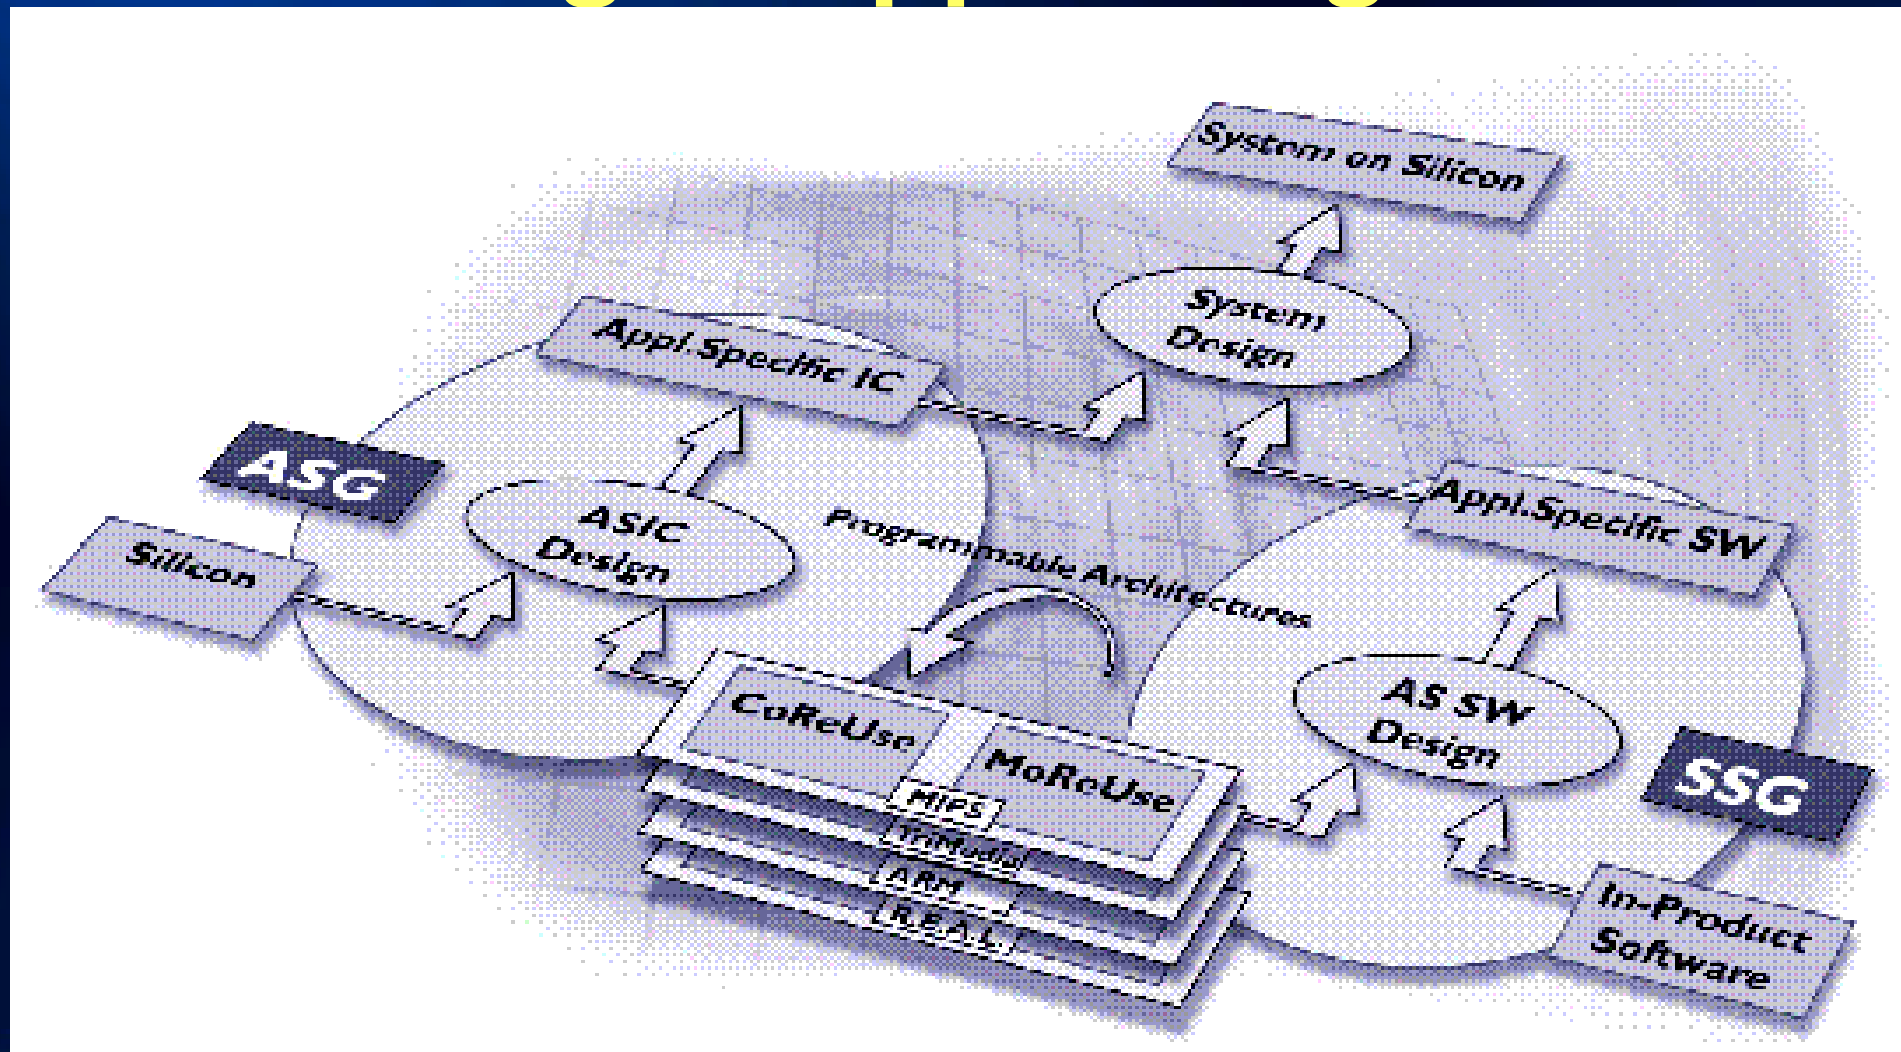 System on Silicon
System
Design
Appl.Specific IC
ASG
ASIC
Design
Silicon
Programmable Architectures
Appl.Specific SW
CoReUse
MoReUse
MIPS
TriMedia
ARM
R.E.A.L.
AS SW
Design
SSG
In-Product
Software